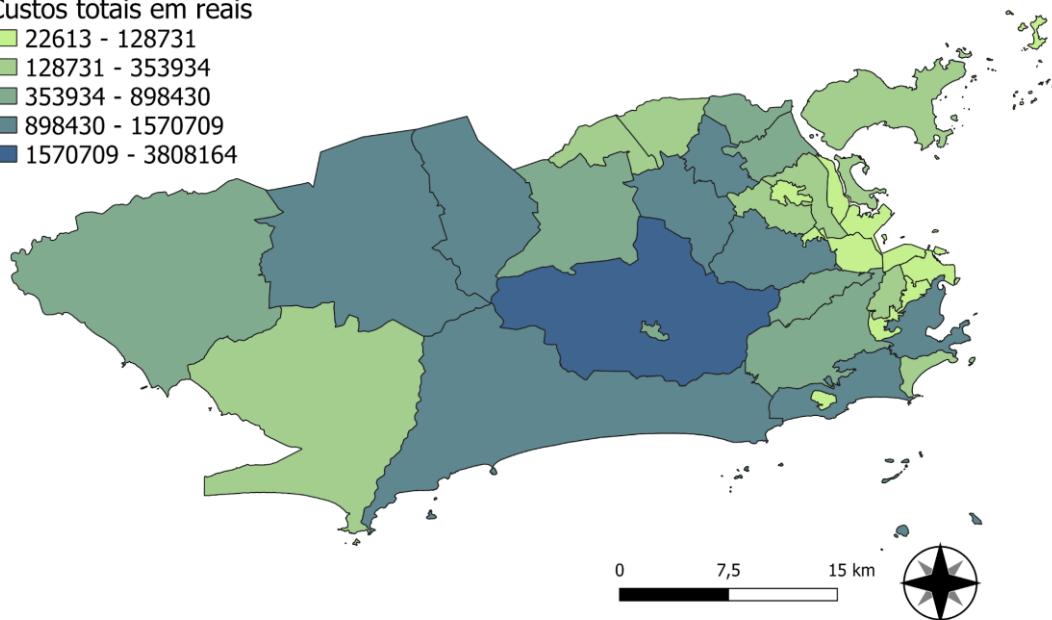 Custos totais em reais
22613 - 128731
128731 - 353934
353934 - 898430
898430 - 1570709
1570709 - 3808164
0 7,5 15 km